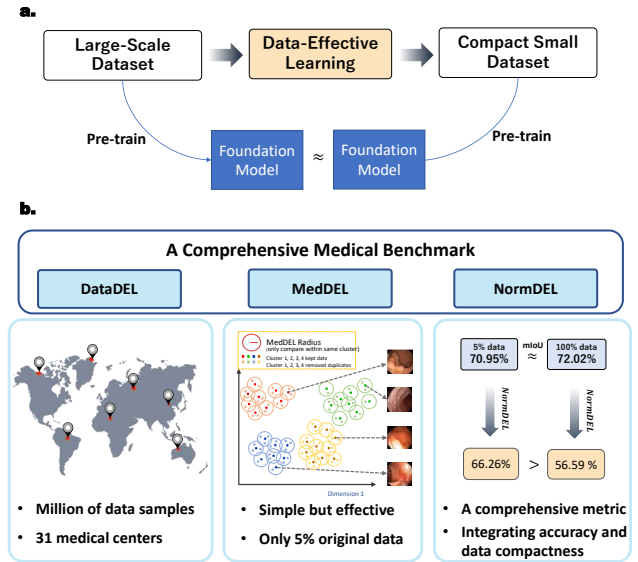 a.
Large-Scale
Dataset
Data-Effective
Learning
Compact Small
Dataset
Pre-train
Pre-train
Foundation
Model
≈
Foundation
Model
b.
A Comprehensive Medical Benchmark
DataDEL
MedDEL
NormDEL
MedDEL Radius
(only compare within same cluster)
Cluster 1, 2, 3, 4 kept data
Cluster 1, 2, 3, 4 removed duplicates
Dimension 1
5% data
70.95%
mIoU
≈
100% data
72.02%
NormDEL
NormDEL
66.26%
>
56.59 %
• Million of data samples
• 31 medical centers
• Simple but effective
• Only 5% original data
• A comprehensive metric
• Integrating accuracy and
data compactness